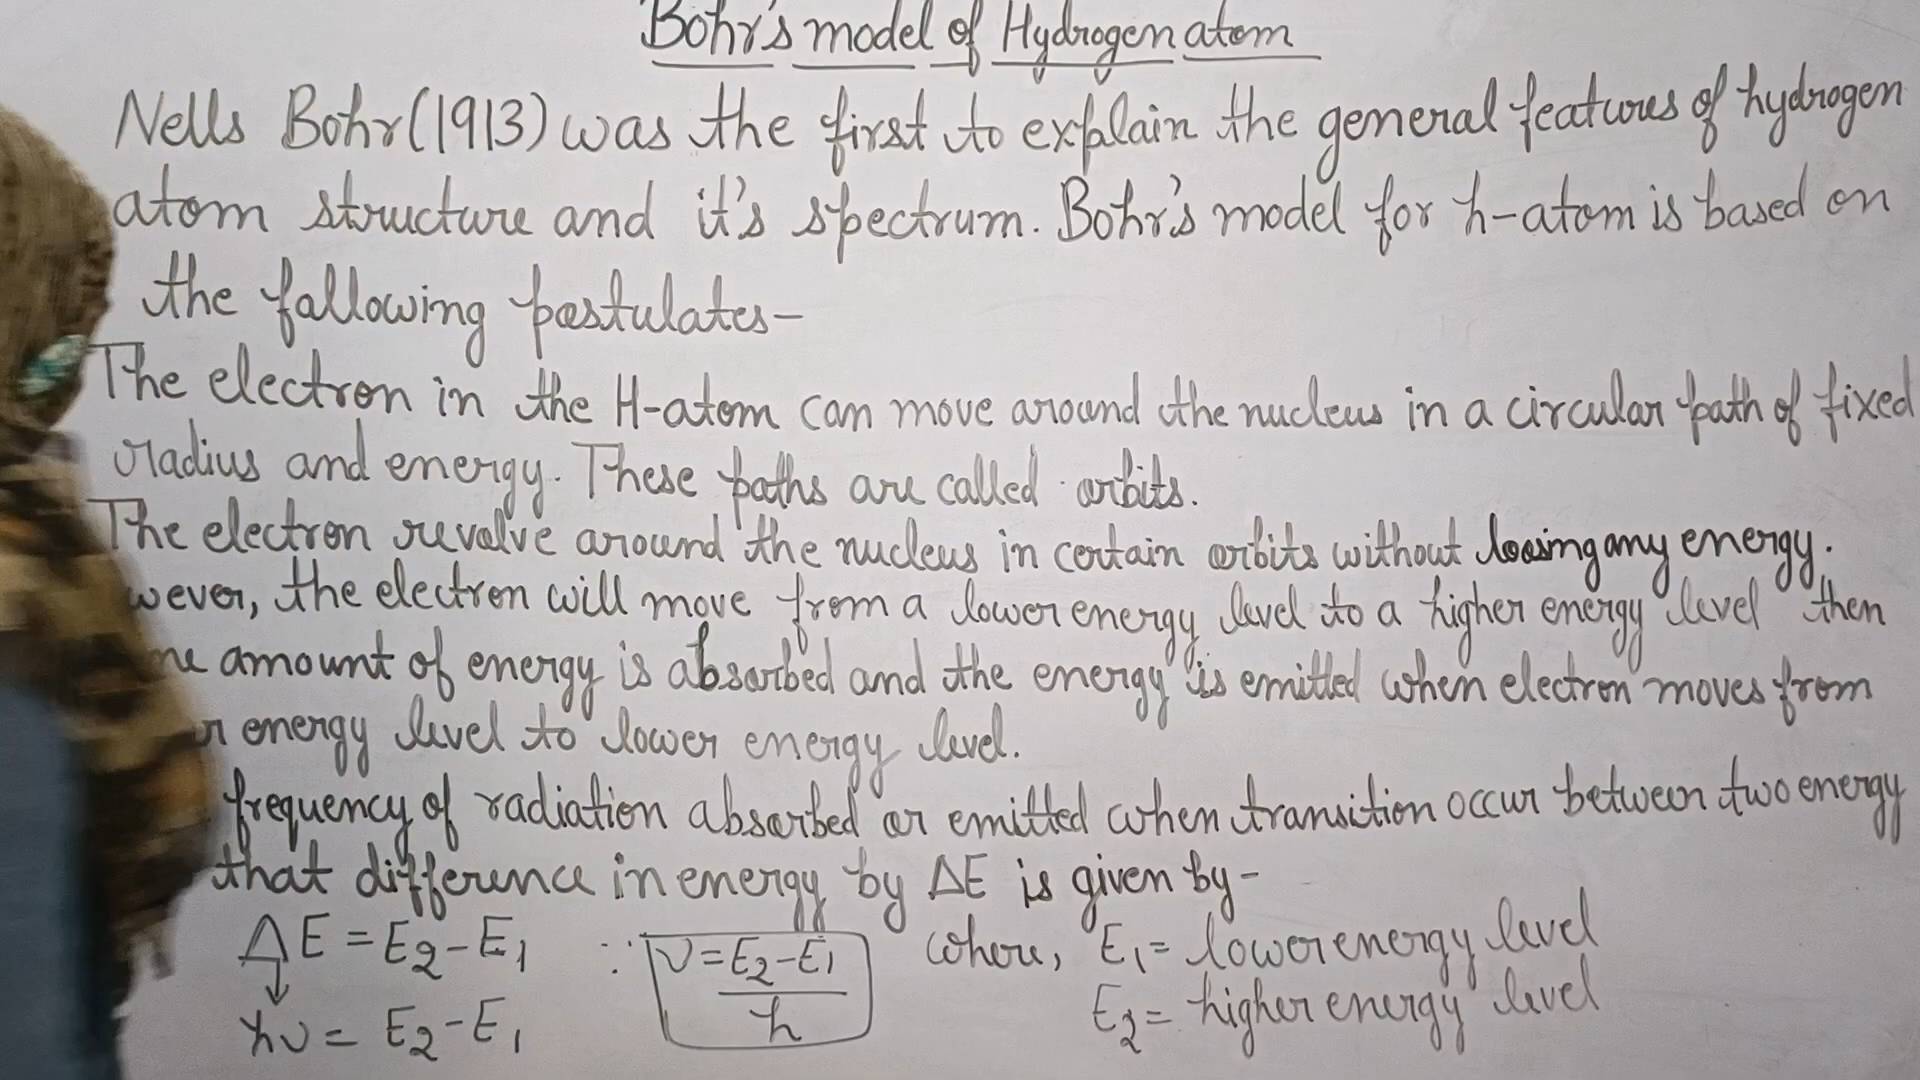 Bohr's model of Hydrogen atom
Nells Bohr (1913) was the first to explain the general features of hydrogen
atom structure and it's spectrum. Bohr's model for h-atom is based on
the fallowing postulates-
The electron in the H-atom can move around the nucleus in a circular path of fixed
radius and energy. These paths are called orbits.
The electron revolve around the nucleus in certain orbits without loosing any energy.
wever, the electron will move from a lower energy level to a higher energy level then
amount of energy is absorbed and the energy is emitted when electron moves from
energy level to lower energy level.
frequency of radiation absorbed or emitted when transition occur between two energy
that difference in energy by ΔE is given by-
ΔE = E₂-E₁ ∵ ν = E₂-E₁ / h where, E₁ = lower energy level
↓
hν = E₂-E₁ E₂ = higher energy level